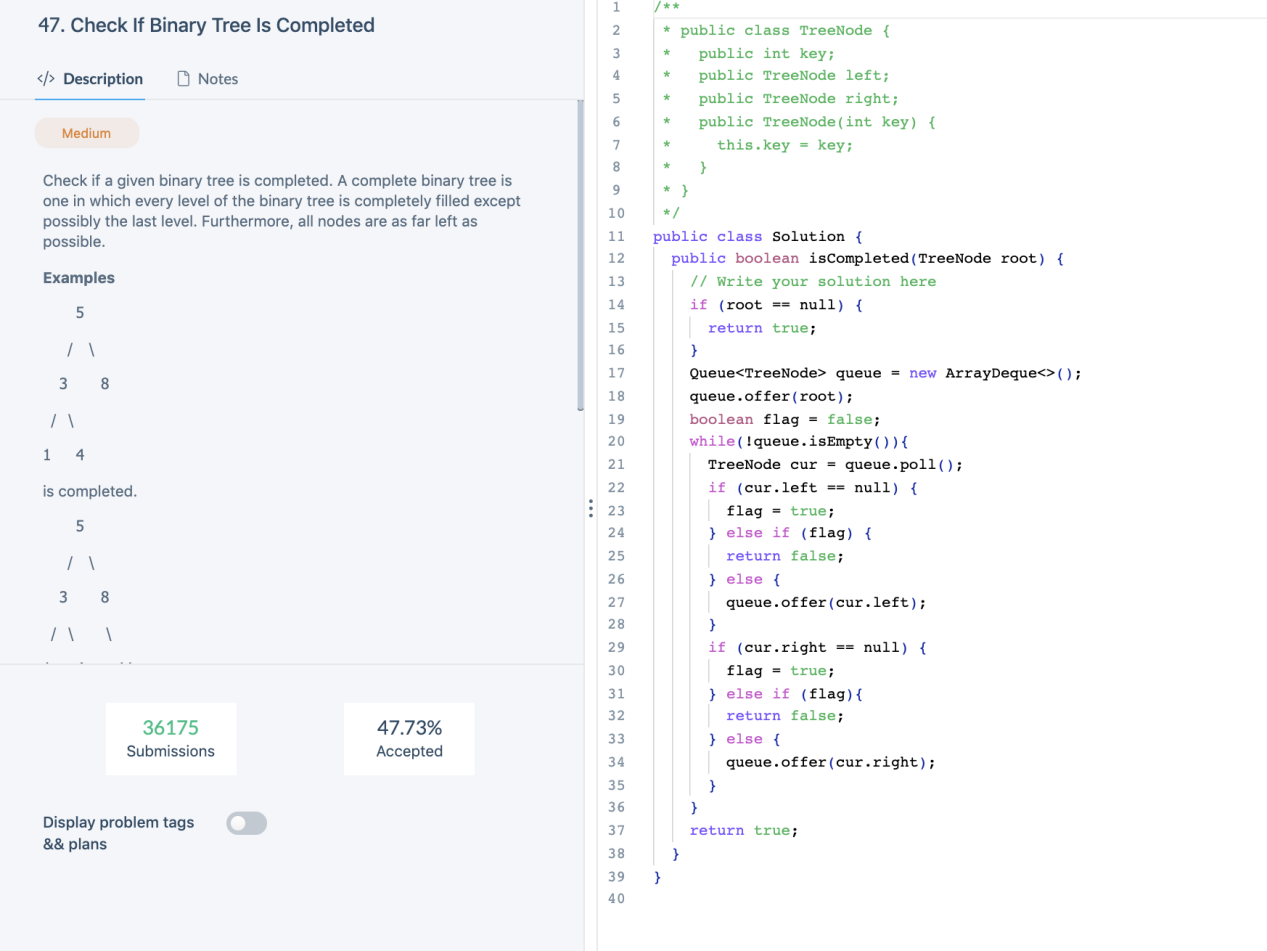 47. Check If Binary Tree Is Completed
</> Description Notes
Medium
Check if a given binary tree is completed. A complete binary tree is
one in which every level of the binary tree is completely filled except
possibly the last level. Furthermore, all nodes are as far left as
possible.
Examples
5
/ \
3 8
/ \
1 4
is completed.
5
/ \
3 8
/ \ \
36175
Submissions
47.73%
Accepted
Display problem tags
&& plans
1 /**
2 * public class TreeNode {
3 *   public int key;
4 *   public TreeNode left;
5 *   public TreeNode right;
6 *   public TreeNode(int key) {
7 *     this.key = key;
8 *   }
9 * }
10 */
11 public class Solution {
12   public boolean isCompleted(TreeNode root) {
13     // Write your solution here
14     if (root == null) {
15       return true;
16     }
17     Queue<TreeNode> queue = new ArrayDeque<>();
18     queue.offer(root);
19     boolean flag = false;
20     while(!queue.isEmpty()){
21       TreeNode cur = queue.poll();
22       if (cur.left == null) {
23         flag = true;
24       } else if (flag) {
25         return false;
26       } else {
27         queue.offer(cur.left);
28       }
29       if (cur.right == null) {
30         flag = true;
31       } else if (flag){
32         return false;
33       } else {
34         queue.offer(cur.right);
35       }
36     }
37     return true;
38   }
39 }
40